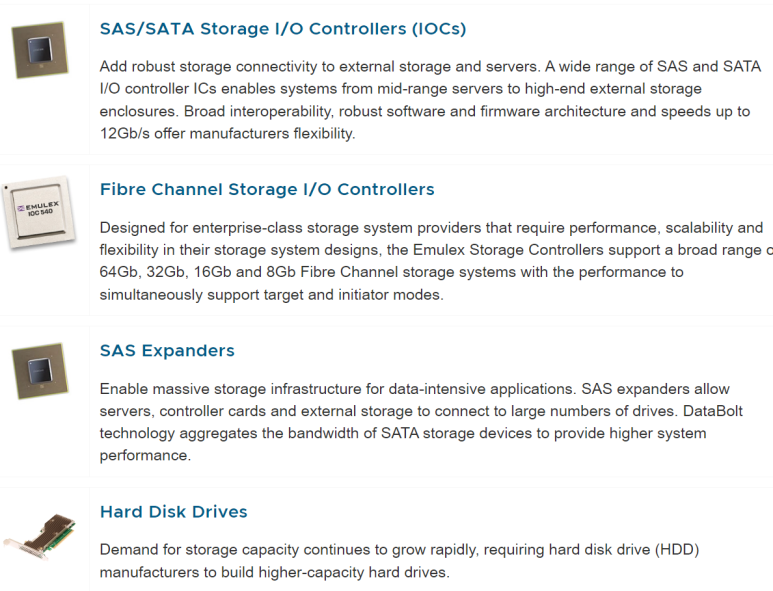 SAS/SATA Storage I/O Controllers (IOCs)
Add robust storage connectivity to external storage and servers. A wide range of SAS and SATA
I/O controller ICs enables systems from mid-range servers to high-end external storage
enclosures. Broad interoperability, robust software and firmware architecture and speeds up to
12Gb/s offer manufacturers flexibility.
EMULEX
IOC 540
Fibre Channel Storage I/O Controllers
Designed for enterprise-class storage system providers that require performance, scalability and
flexibility in their storage system designs, the Emulex Storage Controllers support a broad range o
64Gb, 32Gb, 16Gb and 8Gb Fibre Channel storage systems with the performance to
simultaneously support target and initiator modes.
SAS Expanders
Enable massive storage infrastructure for data-intensive applications. SAS expanders allow
servers, controller cards and external storage to connect to large numbers of drives. DataBolt
technology aggregates the bandwidth of SATA storage devices to provide higher system
performance.
Hard Disk Drives
Demand for storage capacity continues to grow rapidly, requiring hard disk drive (HDD)
manufacturers to build higher-capacity hard drives.